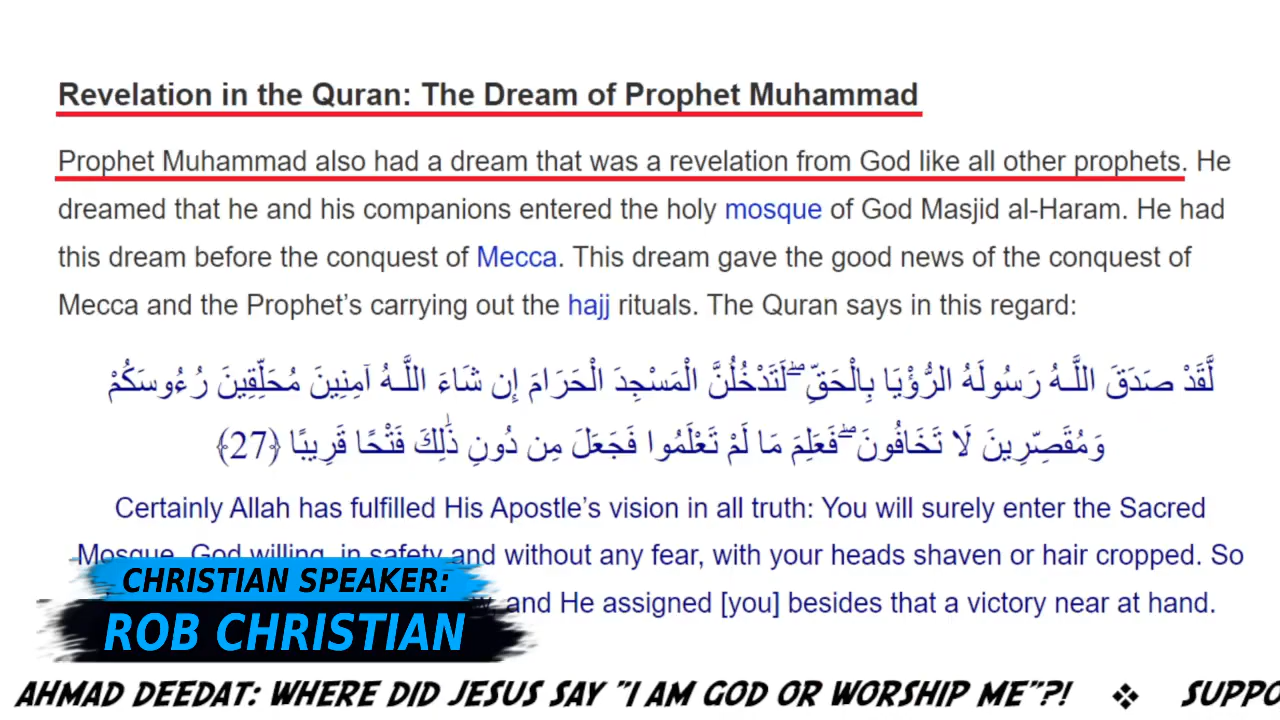 Revelation in the Quran: The Dream of Prophet Muhammad
Prophet Muhammad also had a dream that was a revelation from God like all other prophets. He
dreamed that he and his companions entered the holy mosque of God Masjid al-Haram. He had
this dream before the conquest of Mecca. This dream gave the good news of the conquest of
Mecca and the Prophet’s carrying out the hajj rituals. The Quran says in this regard:
لَّقَدْ صَدَقَ اللَّـهُ رَسُولَهُ الرُّؤْيَا بِالْحَقِّ ۖ لَتَدْخُلُنَّ الْمَسْجِدَ الْحَرَامَ إِن شَاءَ اللَّـهُ آمِنِينَ مُحَلِّقِينَ رُءُوسَكُمْ
وَمُقَصِّرِينَ لَا تَخَافُونَ ۖ فَعَلِمَ مَا لَمْ تَعْلَمُوا فَجَعَلَ مِن دُونِ ذَٰلِكَ فَتْحًا قَرِيبًا ﴿27﴾
Certainly Allah has fulfilled His Apostle’s vision in all truth: You will surely enter the Sacred
Mosque, God willing, in safety and without any fear, with your heads shaven or hair cropped. So
and He assigned [you] besides that a victory near at hand.
CHRISTIAN SPEAKER:
ROB CHRISTIAN
AHMAD DEEDAT: WHERE DID JESUS SAY "I AM GOD OR WORSHIP ME"?! ❖ SUPPO